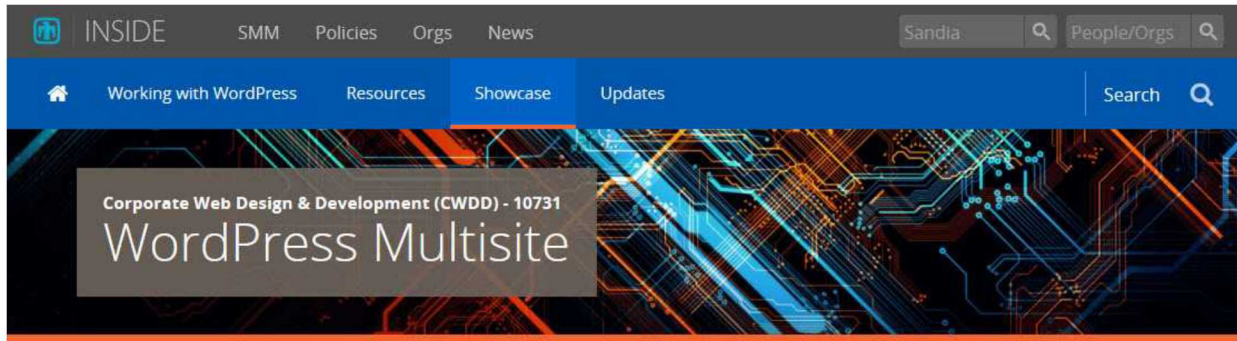 INSIDE SMM Policies Orgs News Sandia People/Orgs
Working with WordPress Resources Showcase Updates Search
Corporate Web Design & Development (CWDD) - 10731
WordPress Multisite